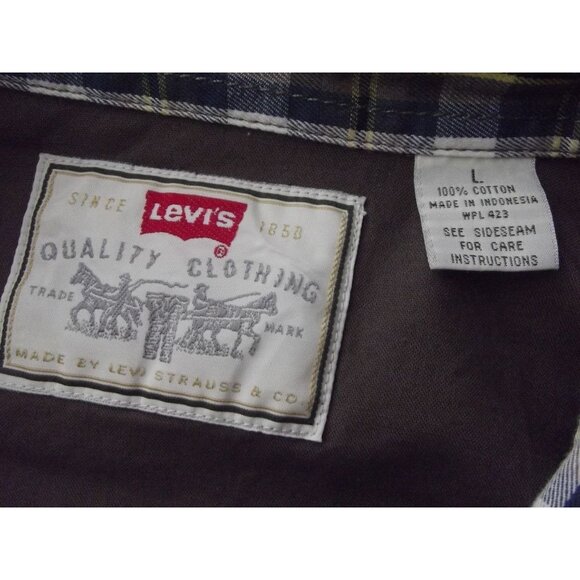 SINCE Levi's ® 1850
QUALITY CLOTHING
TRADE MARK
MADE BY LEVI STRAUSS & CO
L
100% COTTON
MADE IN INDONESIA
WPL 423
SEE SIDESEAM
FOR CARE
INSTRUCTIONS